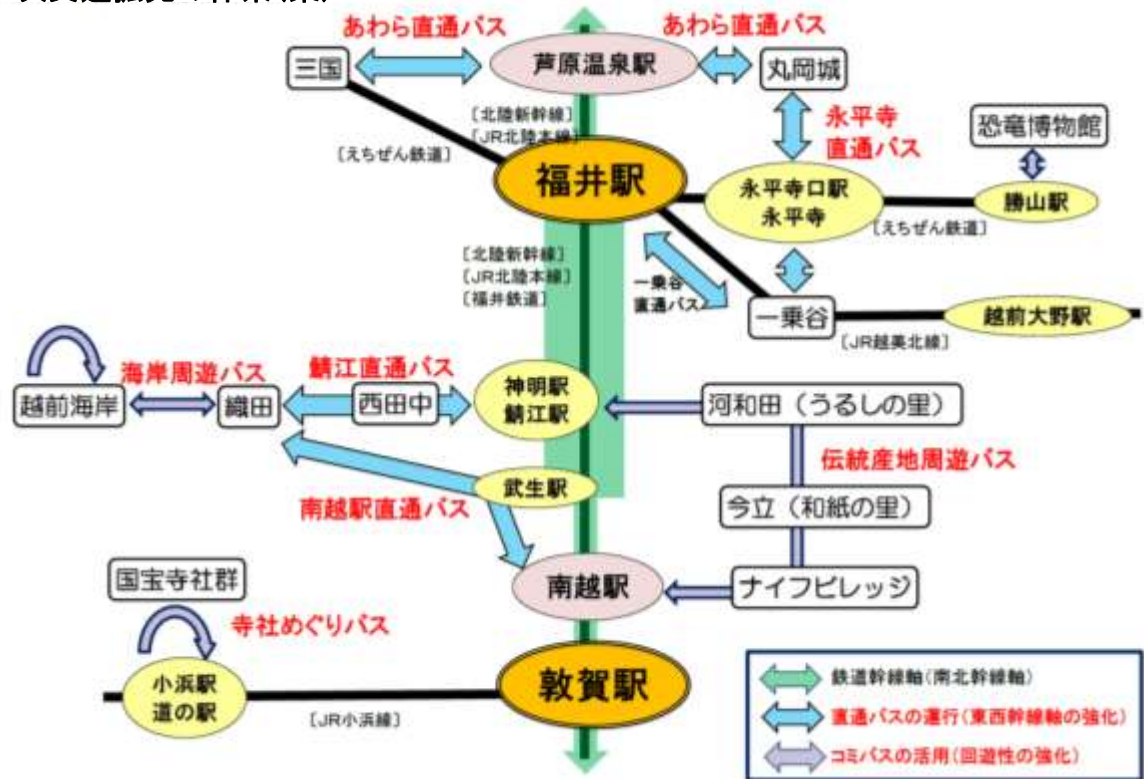 あわら直通バス
あわら直通バス
三国
芦原温泉駅
丸岡城
〔北陸新幹線〕
〔JR北陸本線〕
〔えちぜん鉄道〕
永平寺
直通バス
恐竜博物館
福井駅
永平寺口駅
永平寺
勝山駅
〔えちぜん鉄道〕
〔北陸新幹線〕
〔JR北陸本線〕
〔福井鉄道〕
一乗谷
直通バス
一乗谷
越前大野駅
〔JR越美北線〕
海岸周遊バス
鯖江直通バス
越前海岸
織田
西田中
神明駅
鯖江駅
河和田（うるしの里）
伝統産地周遊バス
武生駅
南越駅直通バス
今立（和紙の里）
国宝寺社群
南越駅
ナイフビレッジ
寺社めぐりバス
小浜駅
道の駅
敦賀駅
〔JR小浜線〕
鉄道幹線軸(南北幹線軸)
直通バスの運行(東西幹線軸の強化)
コミバスの活用(回遊性の強化)